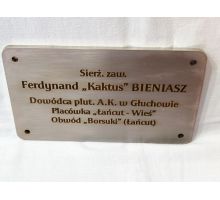 Sierż. zaw.
Ferdynand „Kaktus" BIENIASZ
Dowódca plut. A.K. w Głuchowie
Placówka „Łańcut - Wieś"
Obwód „Borsuki" (Łańcut)